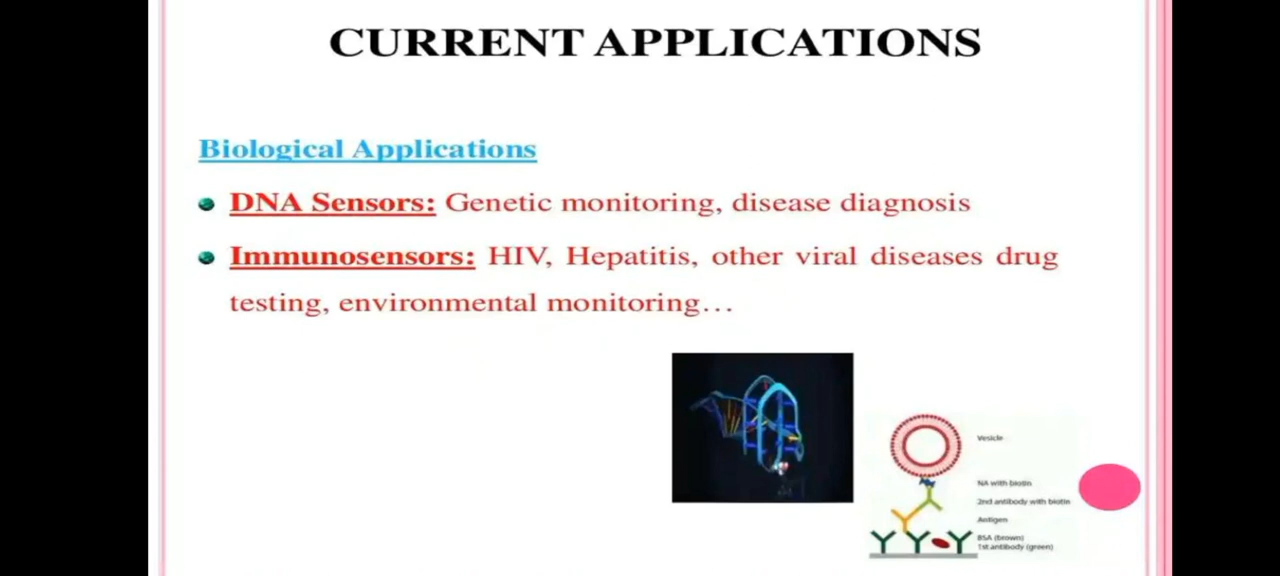 CURRENT APPLICATIONS
Biological Applications
DNA Sensors: Genetic monitoring, disease diagnosis
Immunosensors: HIV, Hepatitis, other viral diseases drug
testing, environmental monitoring…
Vesicle
NA with biotin
2nd antibody with biotin
Antigen
BSA (brown)
1st antibody (green)